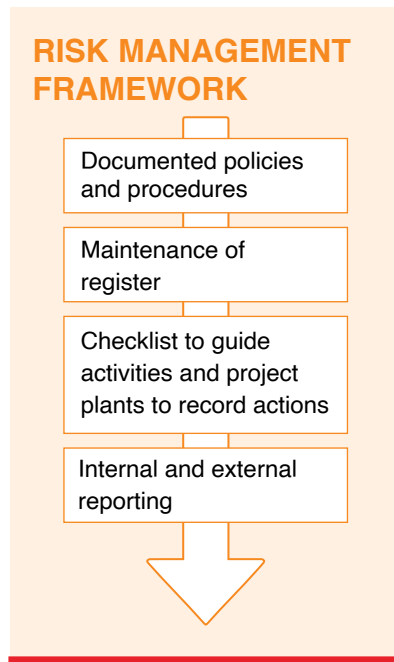 RISK MANAGEMENT
FRAMEWORK
Documented policies
and procedures
Maintenance of
register
Checklist to guide
activities and project
plants to record actions
Internal and external
reporting